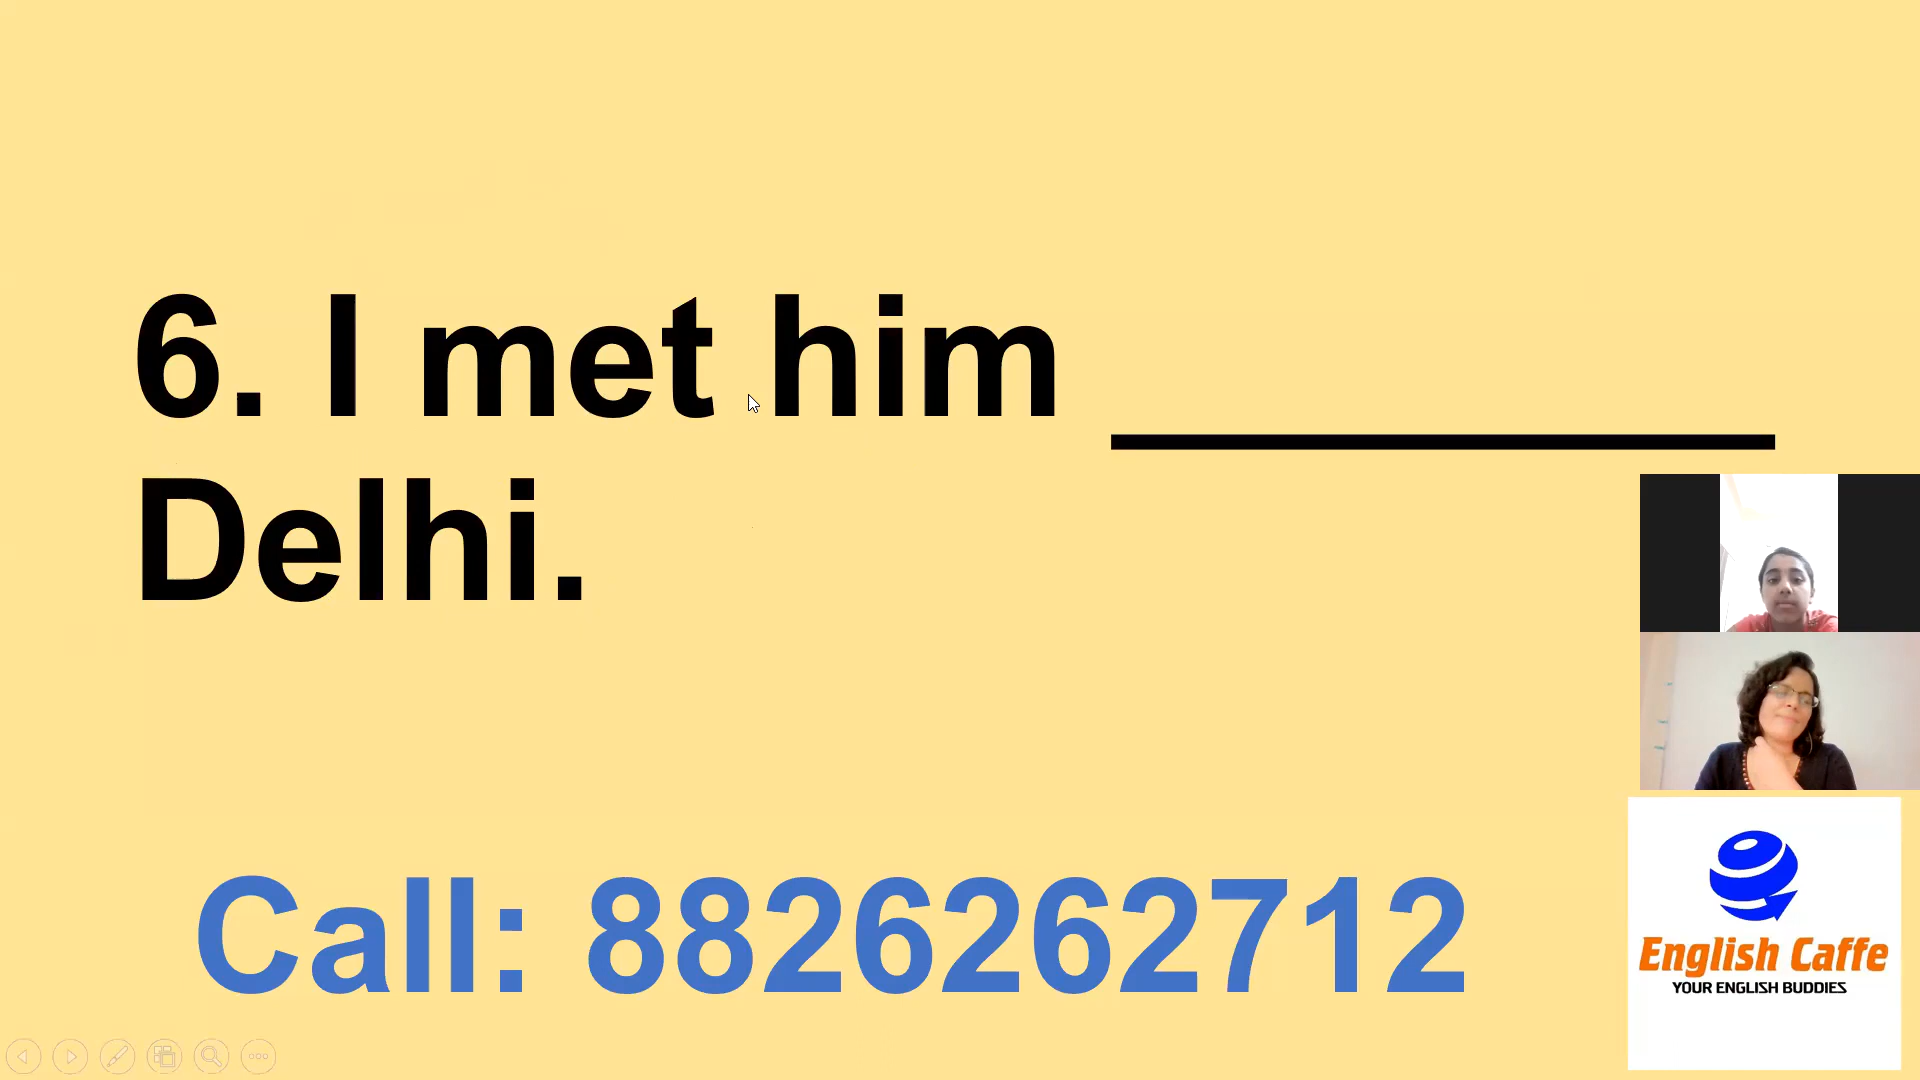 6. I met him __________
Delhi.
Call: 8826262712
English Caffe
YOUR ENGLISH BUDDIES